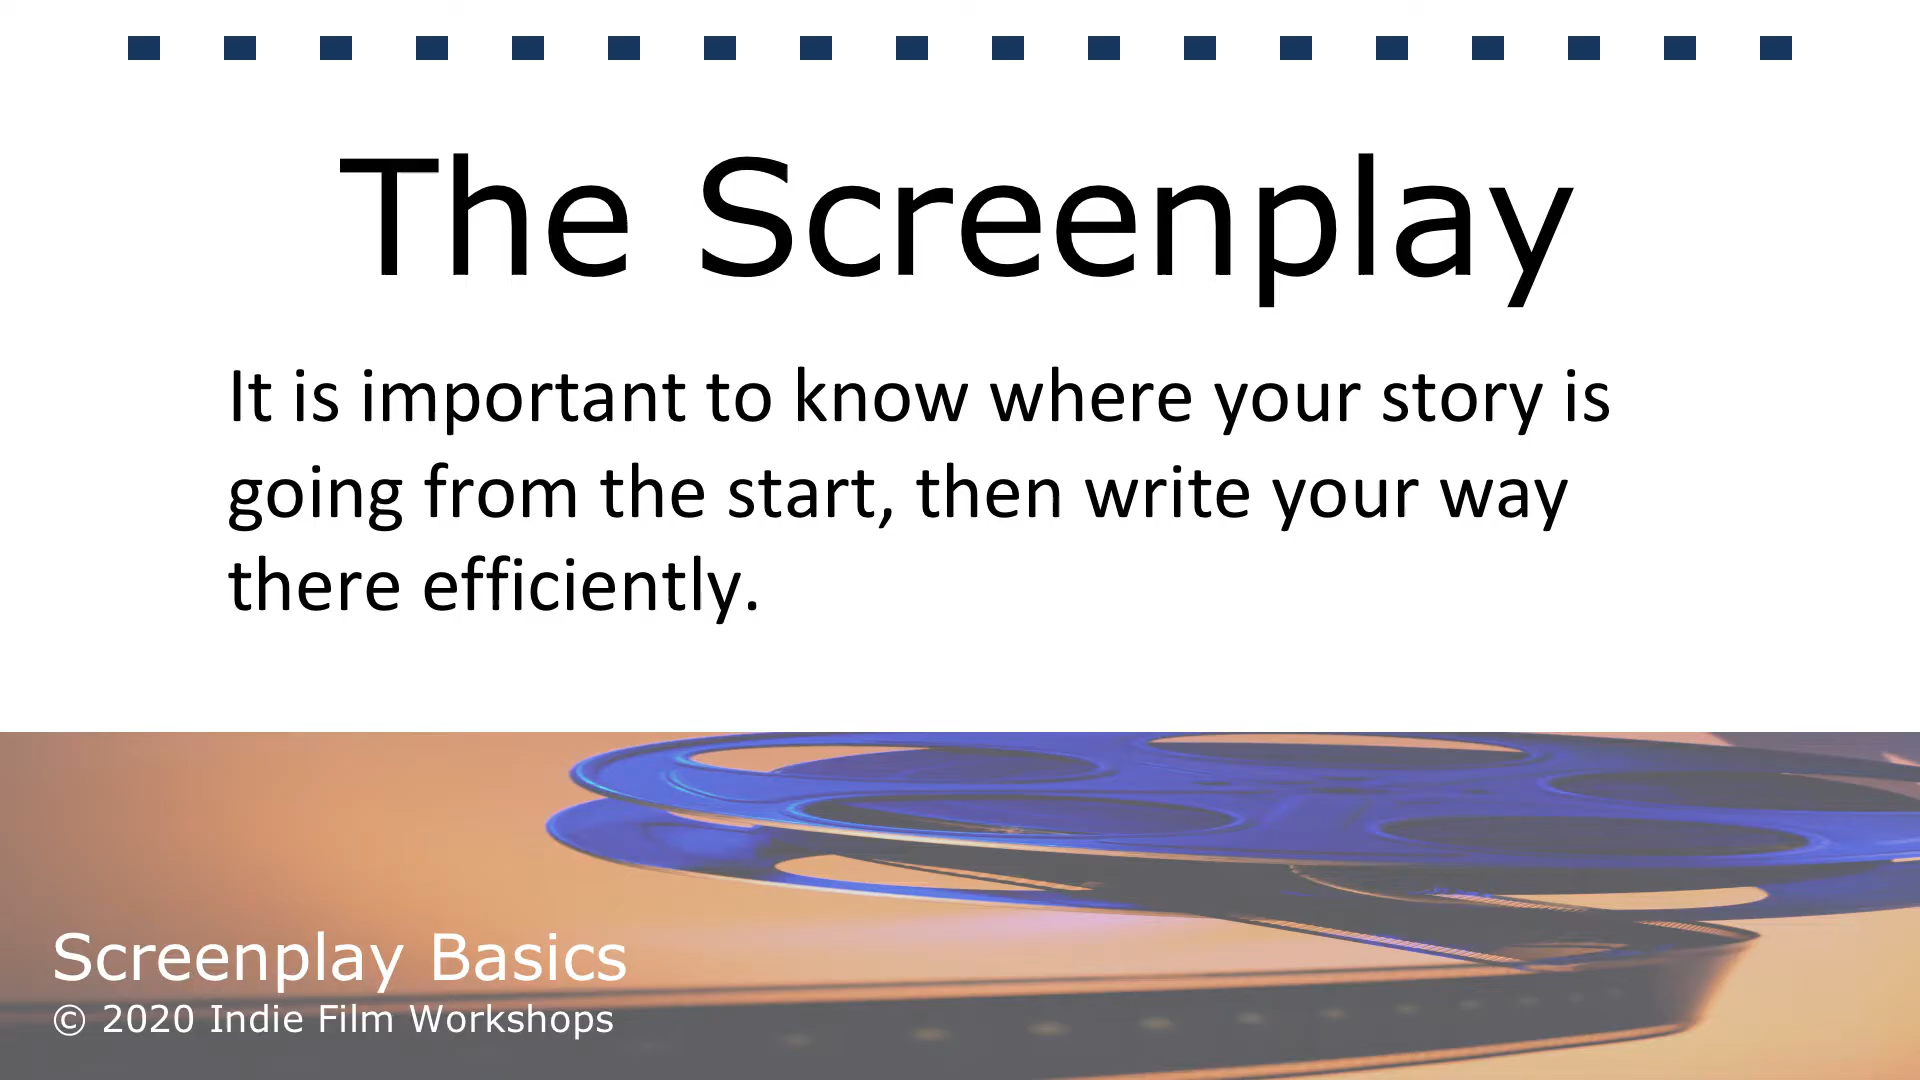 The Screenplay
It is important to know where your story is
going from the start, then write your way
there efficiently.
Screenplay Basics
© 2020 Indie Film Workshops